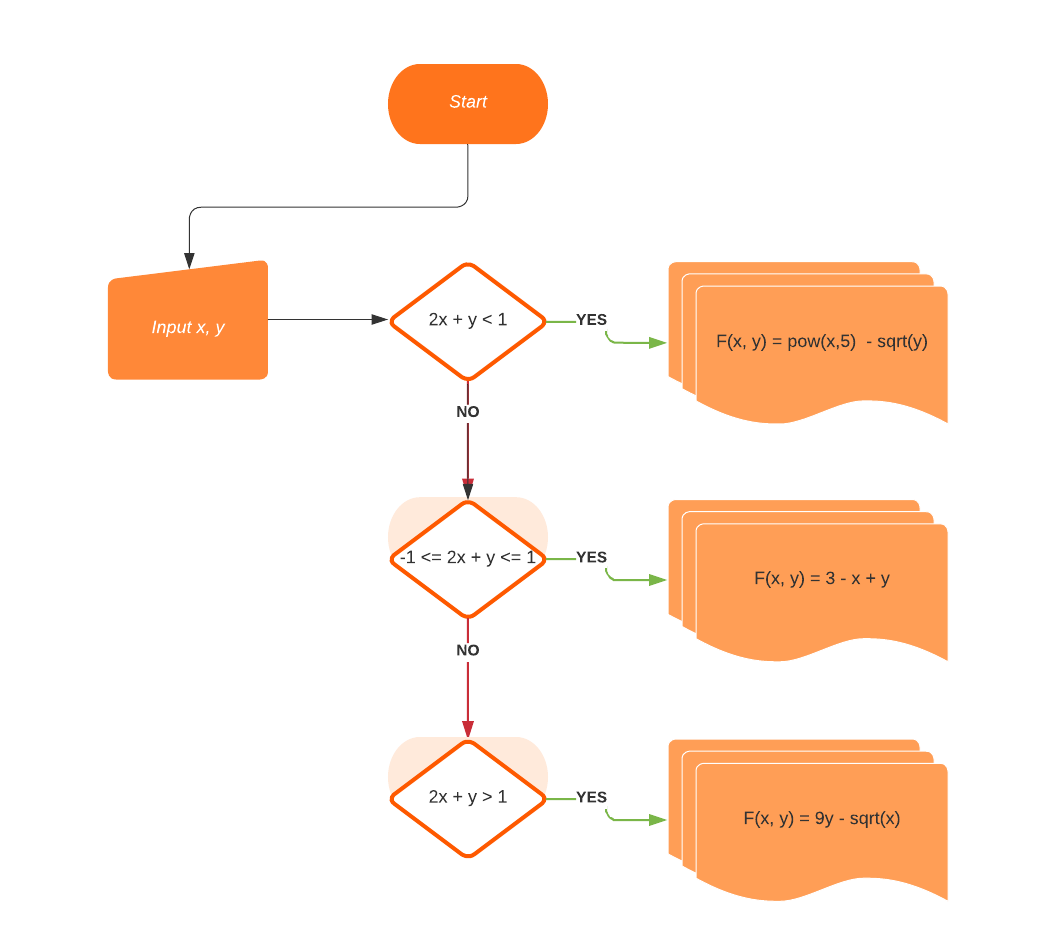 Start
Input x, y
2x + y < 1
YES
F(x, y) = pow(x,5)  - sqrt(y)
NO
-1 <= 2x + y <= 1
YES
F(x, y) = 3 - x + y
NO
2x + y > 1
YES
F(x, y) = 9y - sqrt(x)